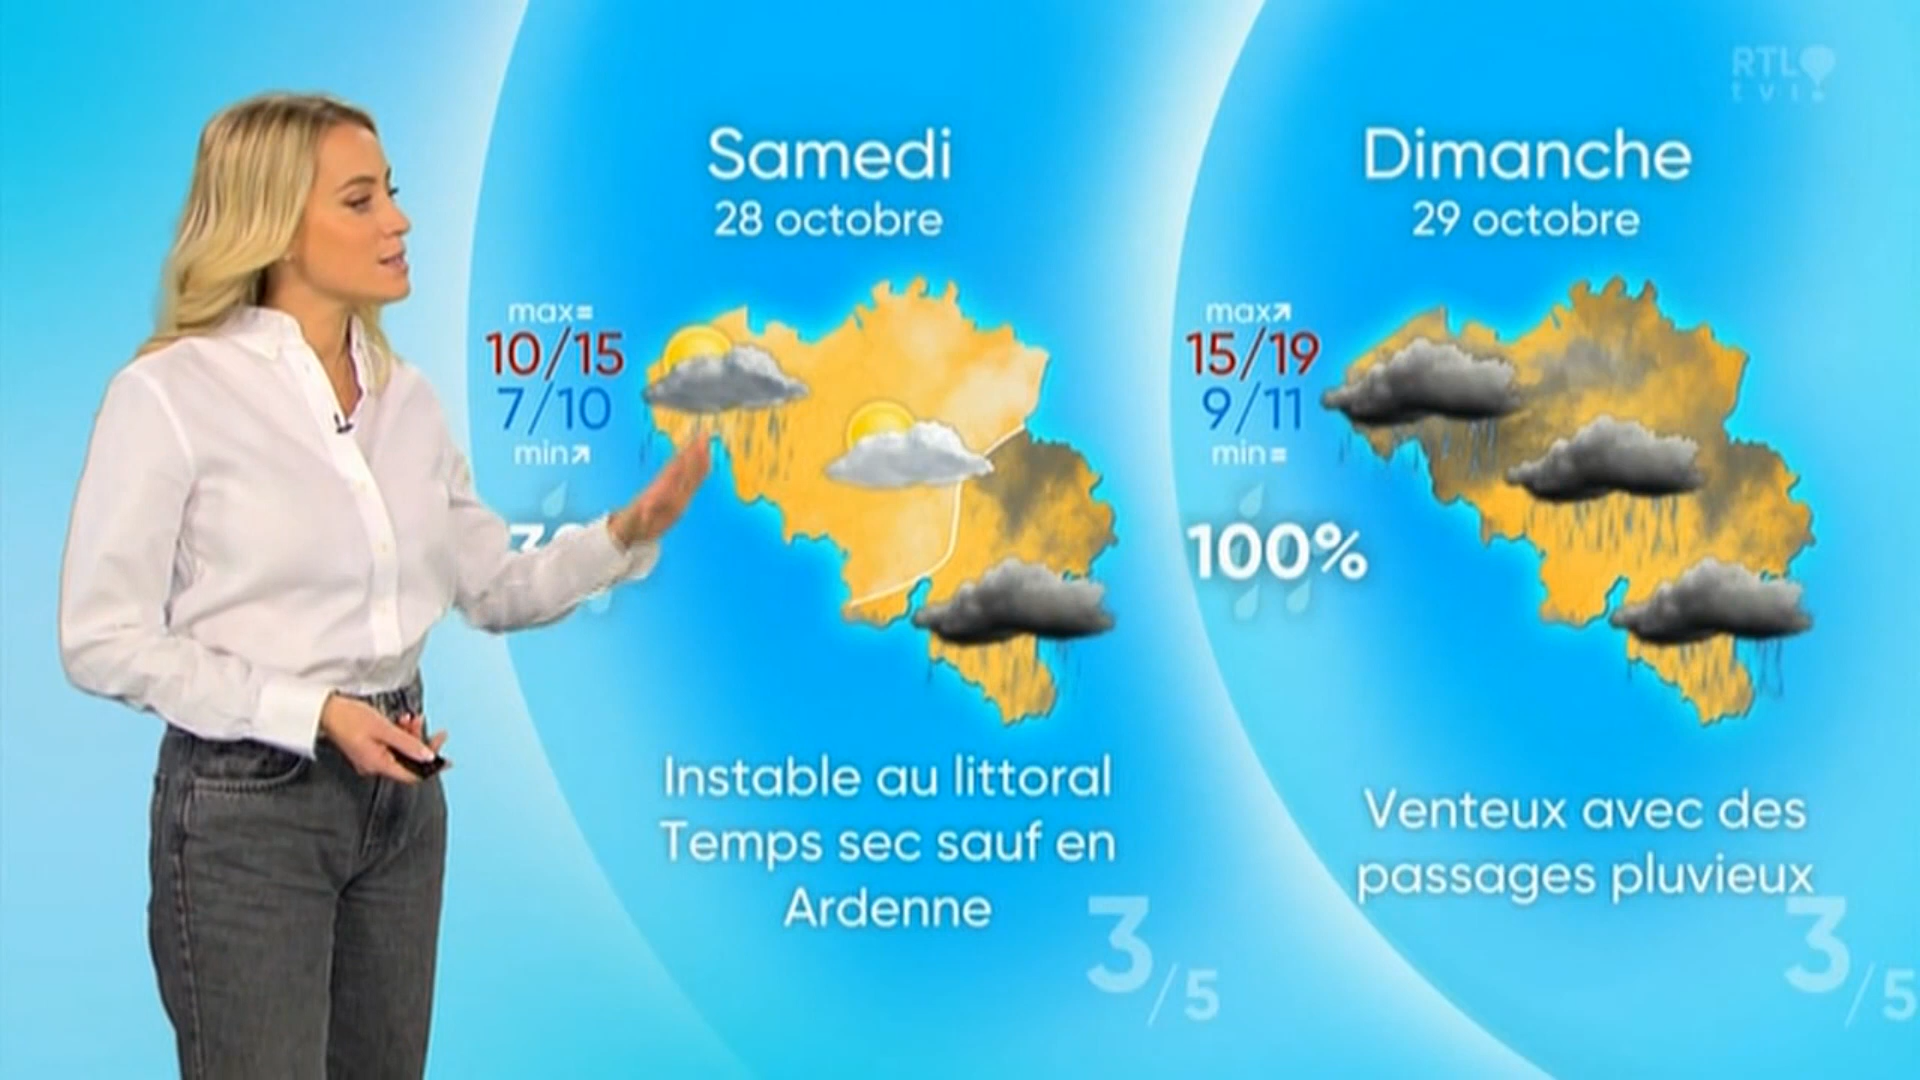 RTL
tvi
Samedi
28 octobre
max=
10/15
7/10
min↗
Instable au littoral
Temps sec sauf en
Ardenne
3/5
Dimanche
29 octobre
max↗
15/19
9/11
min=
100%
Venteux avec des
passages pluvieux
3/5